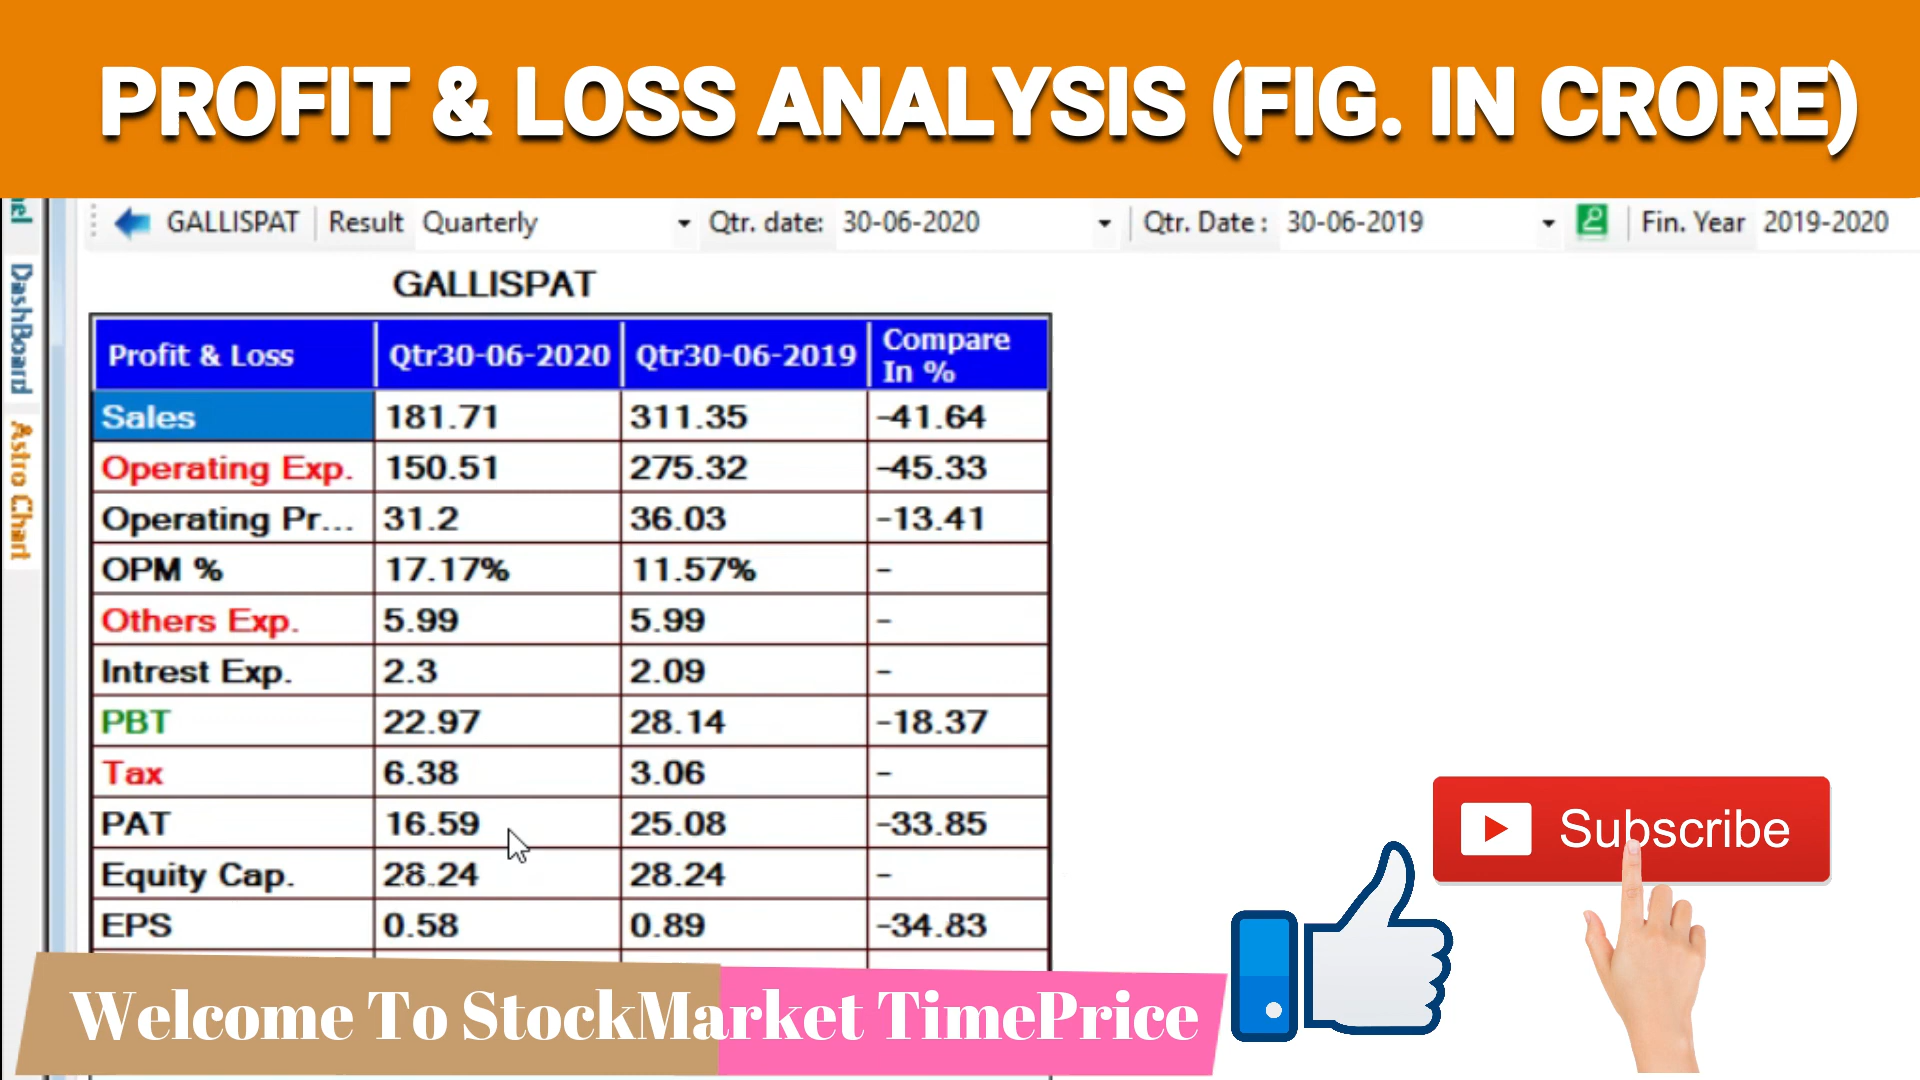 PROFIT & LOSS ANALYSIS (FIG. IN CRORE)
GALLISPAT Result Quarterly Qtr. date: 30-06-2020 Qtr. Date : 30-06-2019 Fin. Year 2019-2020
DashBoard
Astro Chart
GALLISPAT
Profit & Loss Qtr30-06-2020 Qtr30-06-2019 Compare In %
Sales 181.71 311.35 -41.64
Operating Exp. 150.51 275.32 -45.33
Operating Pr... 31.2 36.03 -13.41
OPM % 17.17% 11.57% -
Others Exp. 5.99 5.99 -
Intrest Exp. 2.3 2.09 -
PBT 22.97 28.14 -18.37
Tax 6.38 3.06 -
PAT 16.59 25.08 -33.85
Equity Cap. 28.24 28.24 -
EPS 0.58 0.89 -34.83
Subscribe
Welcome To StockMarket TimePrice